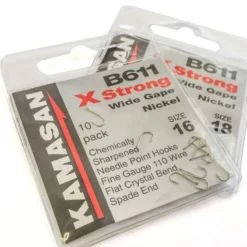 B611
X Strong
Wide Gape
Nickel
SIZE
16
10
pack
Chemically
Sharpened
Needle Point Hooks
Fine Gauge 110 Wire
Flat Crystal Bend
Spade End
KAMASAN
B611
Strong
Wide Gape
Nickel
SIZE
18